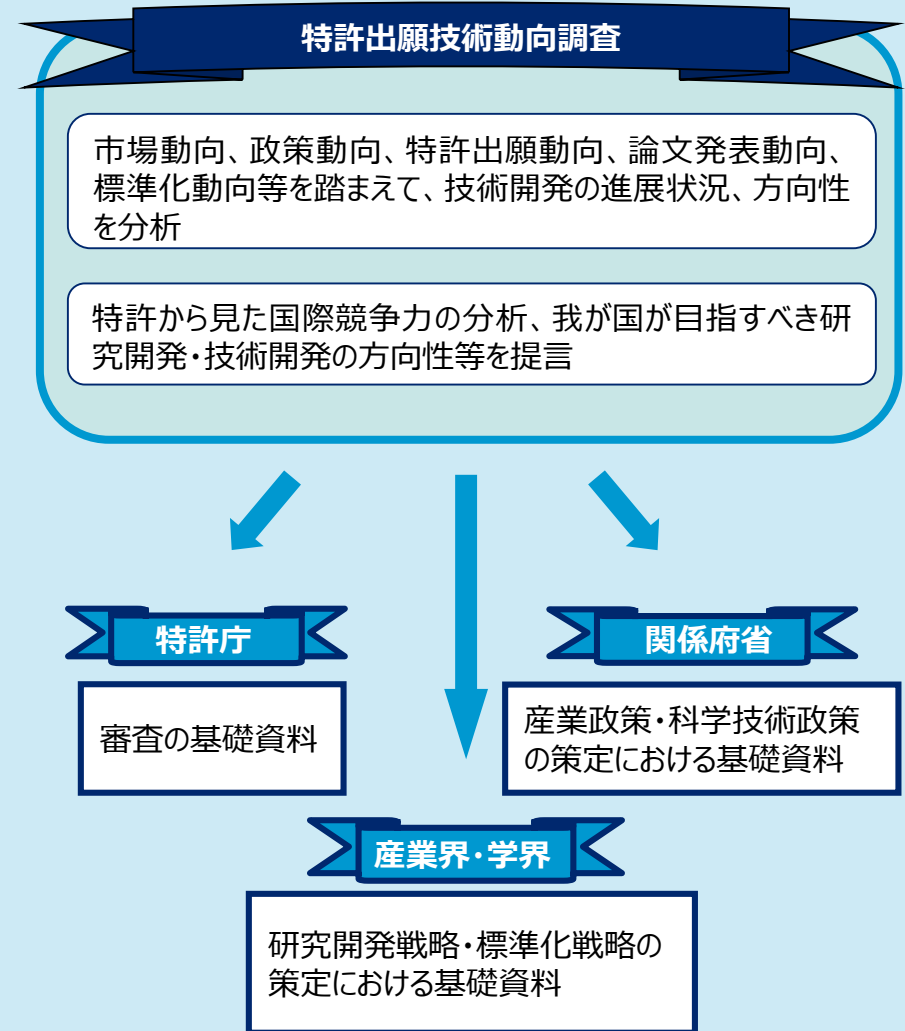 特許出願技術動向調査
市場動向、政策動向、特許出願動向、論文発表動向、
標準化動向等を踏まえて、技術開発の進展状況、方向性
を分析
特許から見た国際競争力の分析、我が国が目指すべき研
究開発・技術開発の方向性等を提言
特許庁
審査の基礎資料
関係府省
産業政策・科学技術政策
の策定における基礎資料
産業界・学界
研究開発戦略・標準化戦略の
策定における基礎資料